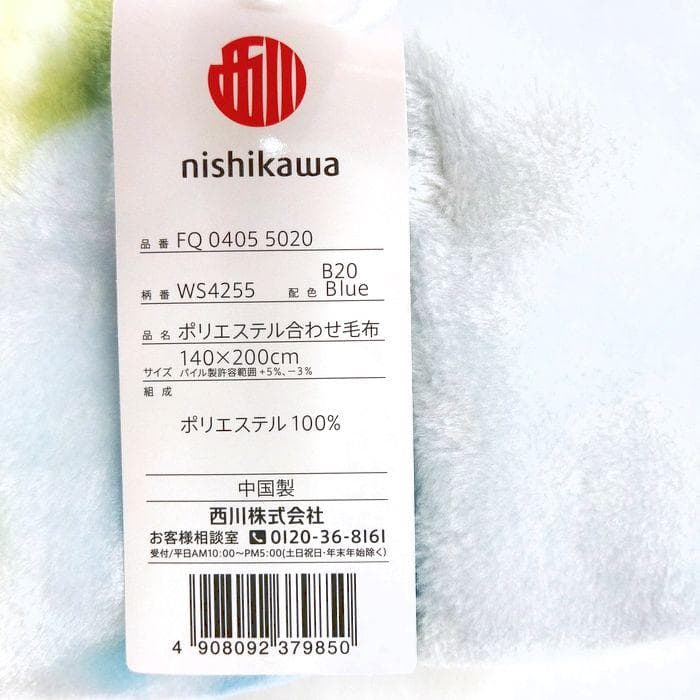 西川
nishikawa
品番 FQ 0405 5020
柄番 WS4255 配色 B20 Blue
品名 ポリエステル合わせ毛布
140×200cm
サイズ パイル製許容範囲+5%、−3%
組成
ポリエステル 100%
中国製
西川株式会社
お客様相談室 0120-36-8161
受付/平日AM10:00〜PM5:00(土日祝日・年末年始除く)
4 908092 379850